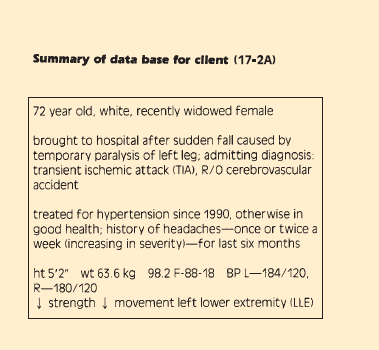 Summary of data base for client (17-2A)
72 year old, white, recently widowed female
brought to hospital after sudden fall caused by
temporary paralysis of left leg; admitting diagnosis:
transient ischemic attack (TIA), R/O cerebrovascular
accident
treated for hypertension since 1990, otherwise in
good health; history of headaches—once or twice a
week (increasing in severity)—for last six months
ht 5'2" wt 63.6 kg 98.2 F-88-18 BP L—184/120,
R—180/120
↓ strength ↓ movement left lower extremity (LLE)